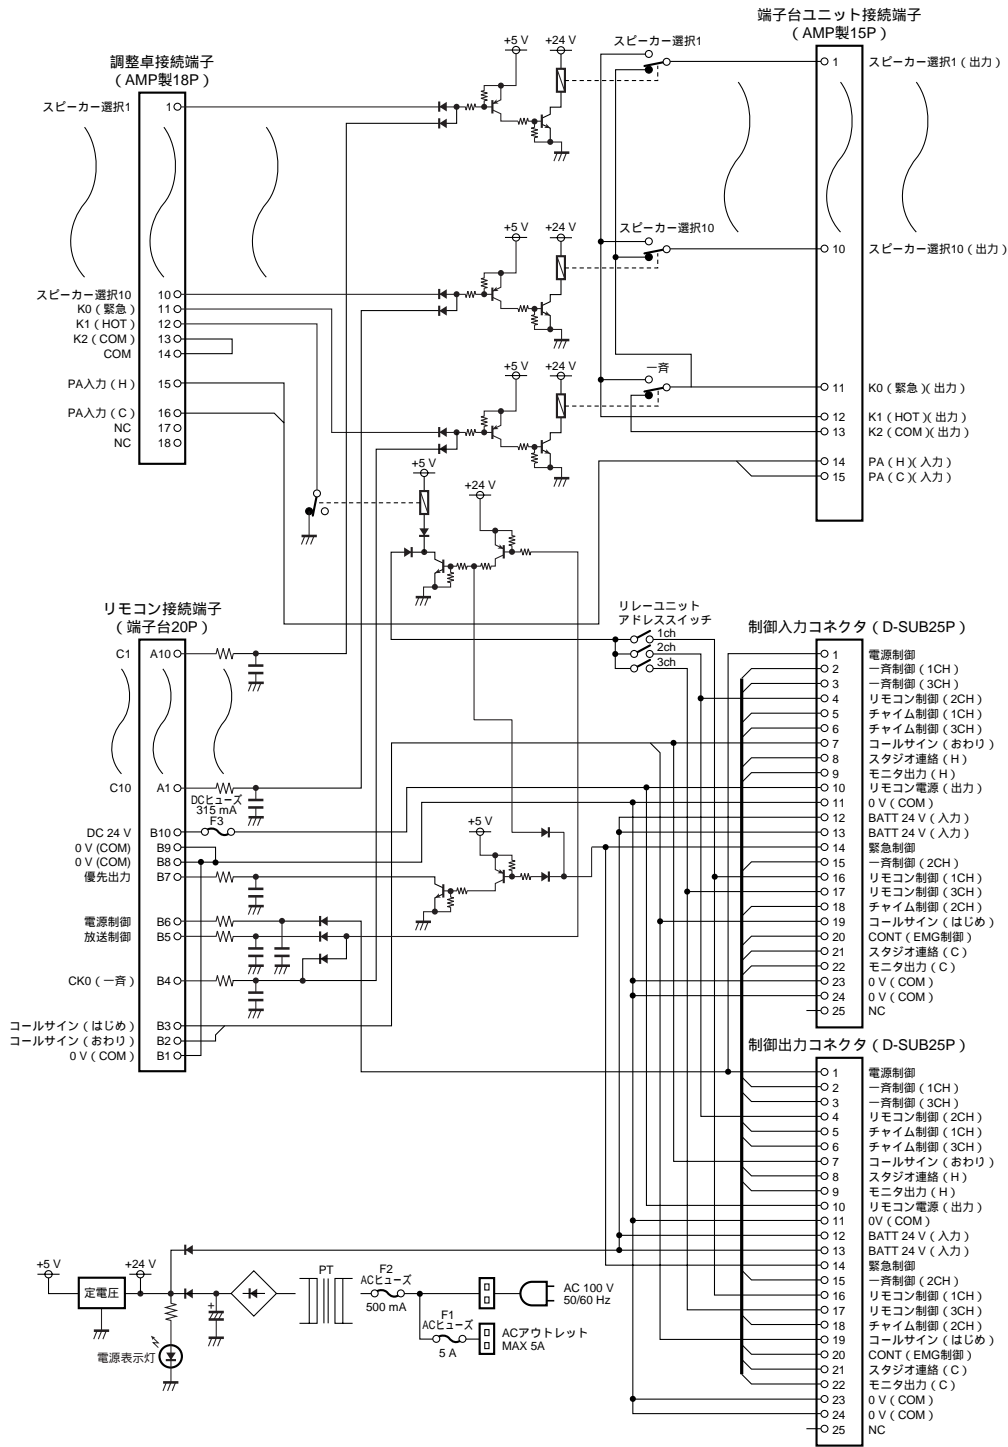 端子台ユニット接続端子
(AMP製15P)
調整卓接続端子
(AMP製18P)
スピーカー選択1
1
スピーカー選択10
10
K0(緊急)
11
K1(HOT)
12
K2(COM)
13
COM
14
PA入力(H)
15
PA入力(C)
16
NC
17
NC
18
+5 V
+24 V
スピーカー選択1
+5 V
+24 V
スピーカー選択10
+5 V
+24 V
一斉
+5 V
+24 V
1
スピーカー選択1(出力)
10
スピーカー選択10(出力)
11
K0(緊急)(出力)
12
K1(HOT)(出力)
13
K2(COM)(出力)
14
PA(H)(入力)
15
PA(C)(入力)
リモコン接続端子
(端子台20P)
C1
A10
C10
A1
DCヒューズ
315 mA
F3
DC 24 V
B10
0 V (COM)
B9
0 V (COM)
B8
優先出力
B7
電源制御
B6
放送制御
B5
CK0(一斉)
B4
コールサイン(はじめ)
B3
コールサイン(おわり)
B2
0 V(COM)
B1
+5 V
リレーユニット
アドレススイッチ
1ch
2ch
3ch
制御入力コネクタ(D-SUB25P)
1
電源制御
2
一斉制御(1CH)
3
一斉制御(3CH)
4
リモコン制御(2CH)
5
チャイム制御(1CH)
6
チャイム制御(3CH)
7
コールサイン(おわり)
8
スタジオ連絡(H)
9
モニタ出力(H)
10
リモコン電源(出力)
11
0 V(COM)
12
BATT 24 V(入力)
13
BATT 24 V(入力)
14
緊急制御
15
一斉制御(2CH)
16
リモコン制御(1CH)
17
リモコン制御(3CH)
18
チャイム制御(2CH)
19
コールサイン(はじめ)
20
CONT(EMG制御)
21
スタジオ連絡(C)
22
モニタ出力(C)
23
0 V(COM)
24
0 V(COM)
25
NC
制御出力コネクタ(D-SUB25P)
1
電源制御
2
一斉制御(1CH)
3
一斉制御(3CH)
4
リモコン制御(2CH)
5
チャイム制御(1CH)
6
チャイム制御(3CH)
7
コールサイン(おわり)
8
スタジオ連絡(H)
9
モニタ出力(H)
10
リモコン電源(出力)
11
0V(COM)
12
BATT 24 V(入力)
13
BATT 24 V(入力)
14
緊急制御
15
一斉制御(2CH)
16
リモコン制御(1CH)
17
リモコン制御(3CH)
18
チャイム制御(2CH)
19
コールサイン(はじめ)
20
CONT(EMG制御)
21
スタジオ連絡(C)
22
モニタ出力(C)
23
0 V(COM)
24
0 V(COM)
25
NC
+5 V
+24 V
定電圧
+
電源表示灯
PT
F2
ACヒューズ
500 mA
F1
ACヒューズ
5 A
AC 100 V
50/60 Hz
ACアウトレット
MAX 5A